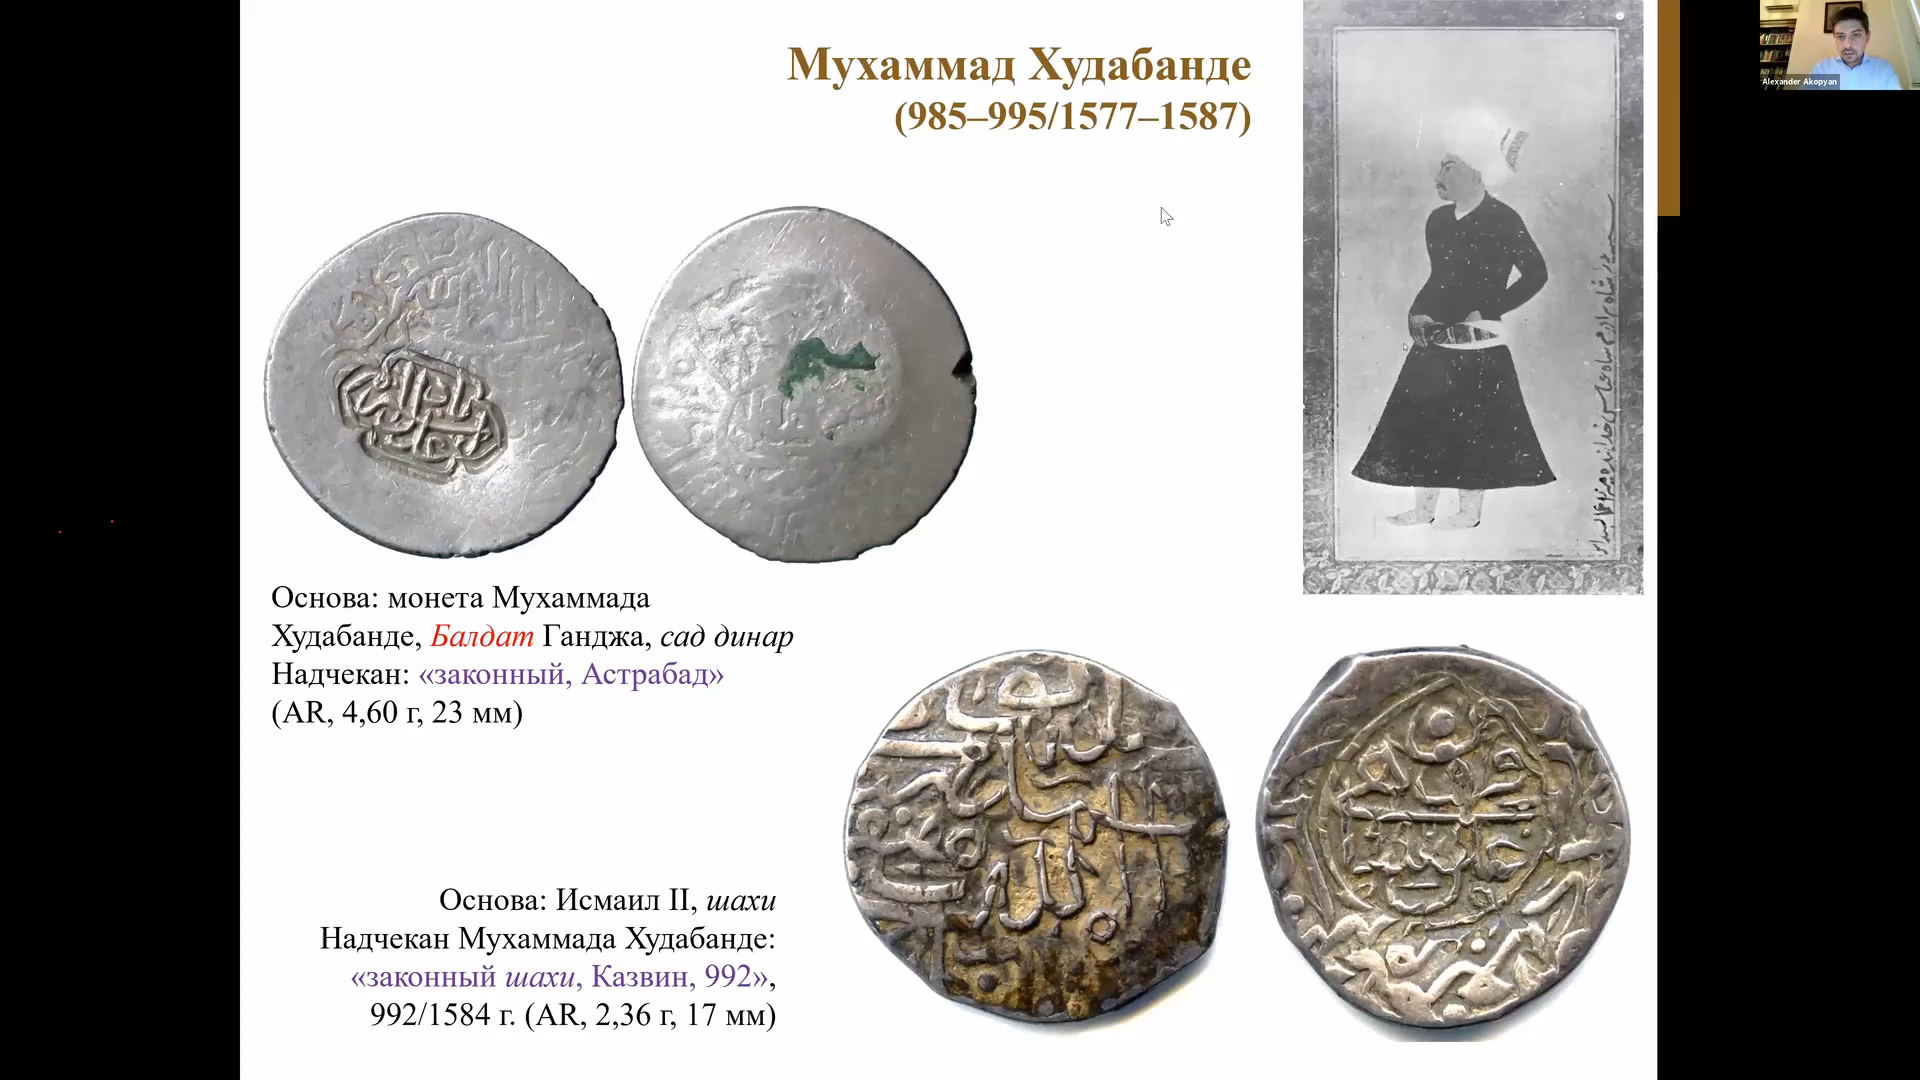 Мухаммад Худабанде
(985–995/1577–1587)
Alexander Akopyan
Основа: монета Мухаммада
Худабанде, Балдат Ганджа, сад динар
Надчекан: «законный, Астрабад»
(AR, 4,60 г, 23 мм)
Основа: Исмаил II, шахи
Надчекан Мухаммада Худабанде:
«законный шахи, Казвин, 992»,
992/1584 г. (AR, 2,36 г, 17 мм)